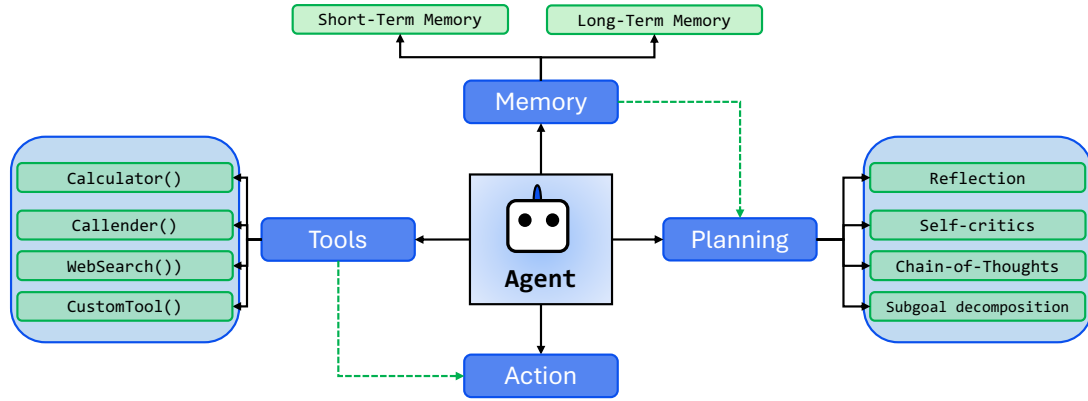 Short-Term Memory
Long-Term Memory
Memory
Calculator()
Callender()
WebSearch())
CustomTool()
Tools
Agent
Planning
Reflection
Self-critics
Chain-of-Thoughts
Subgoal decomposition
Action